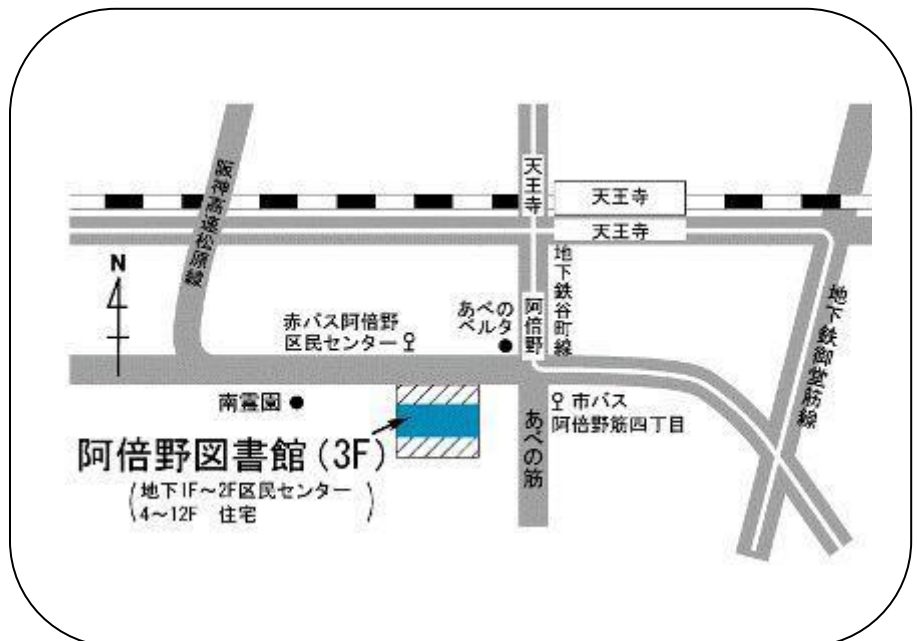 阪神高速松原線
天王寺
天王寺
天王寺
N
地下鉄谷町線
あべの
ベルタ
阿倍野
赤バス阿倍野
区民センター
地下鉄御堂筋線
南霊園
市バス
阿倍野筋四丁目
あべの筋
阿倍野図書館(3F)
(地下1F~2F区民センター
4~12F 住宅)